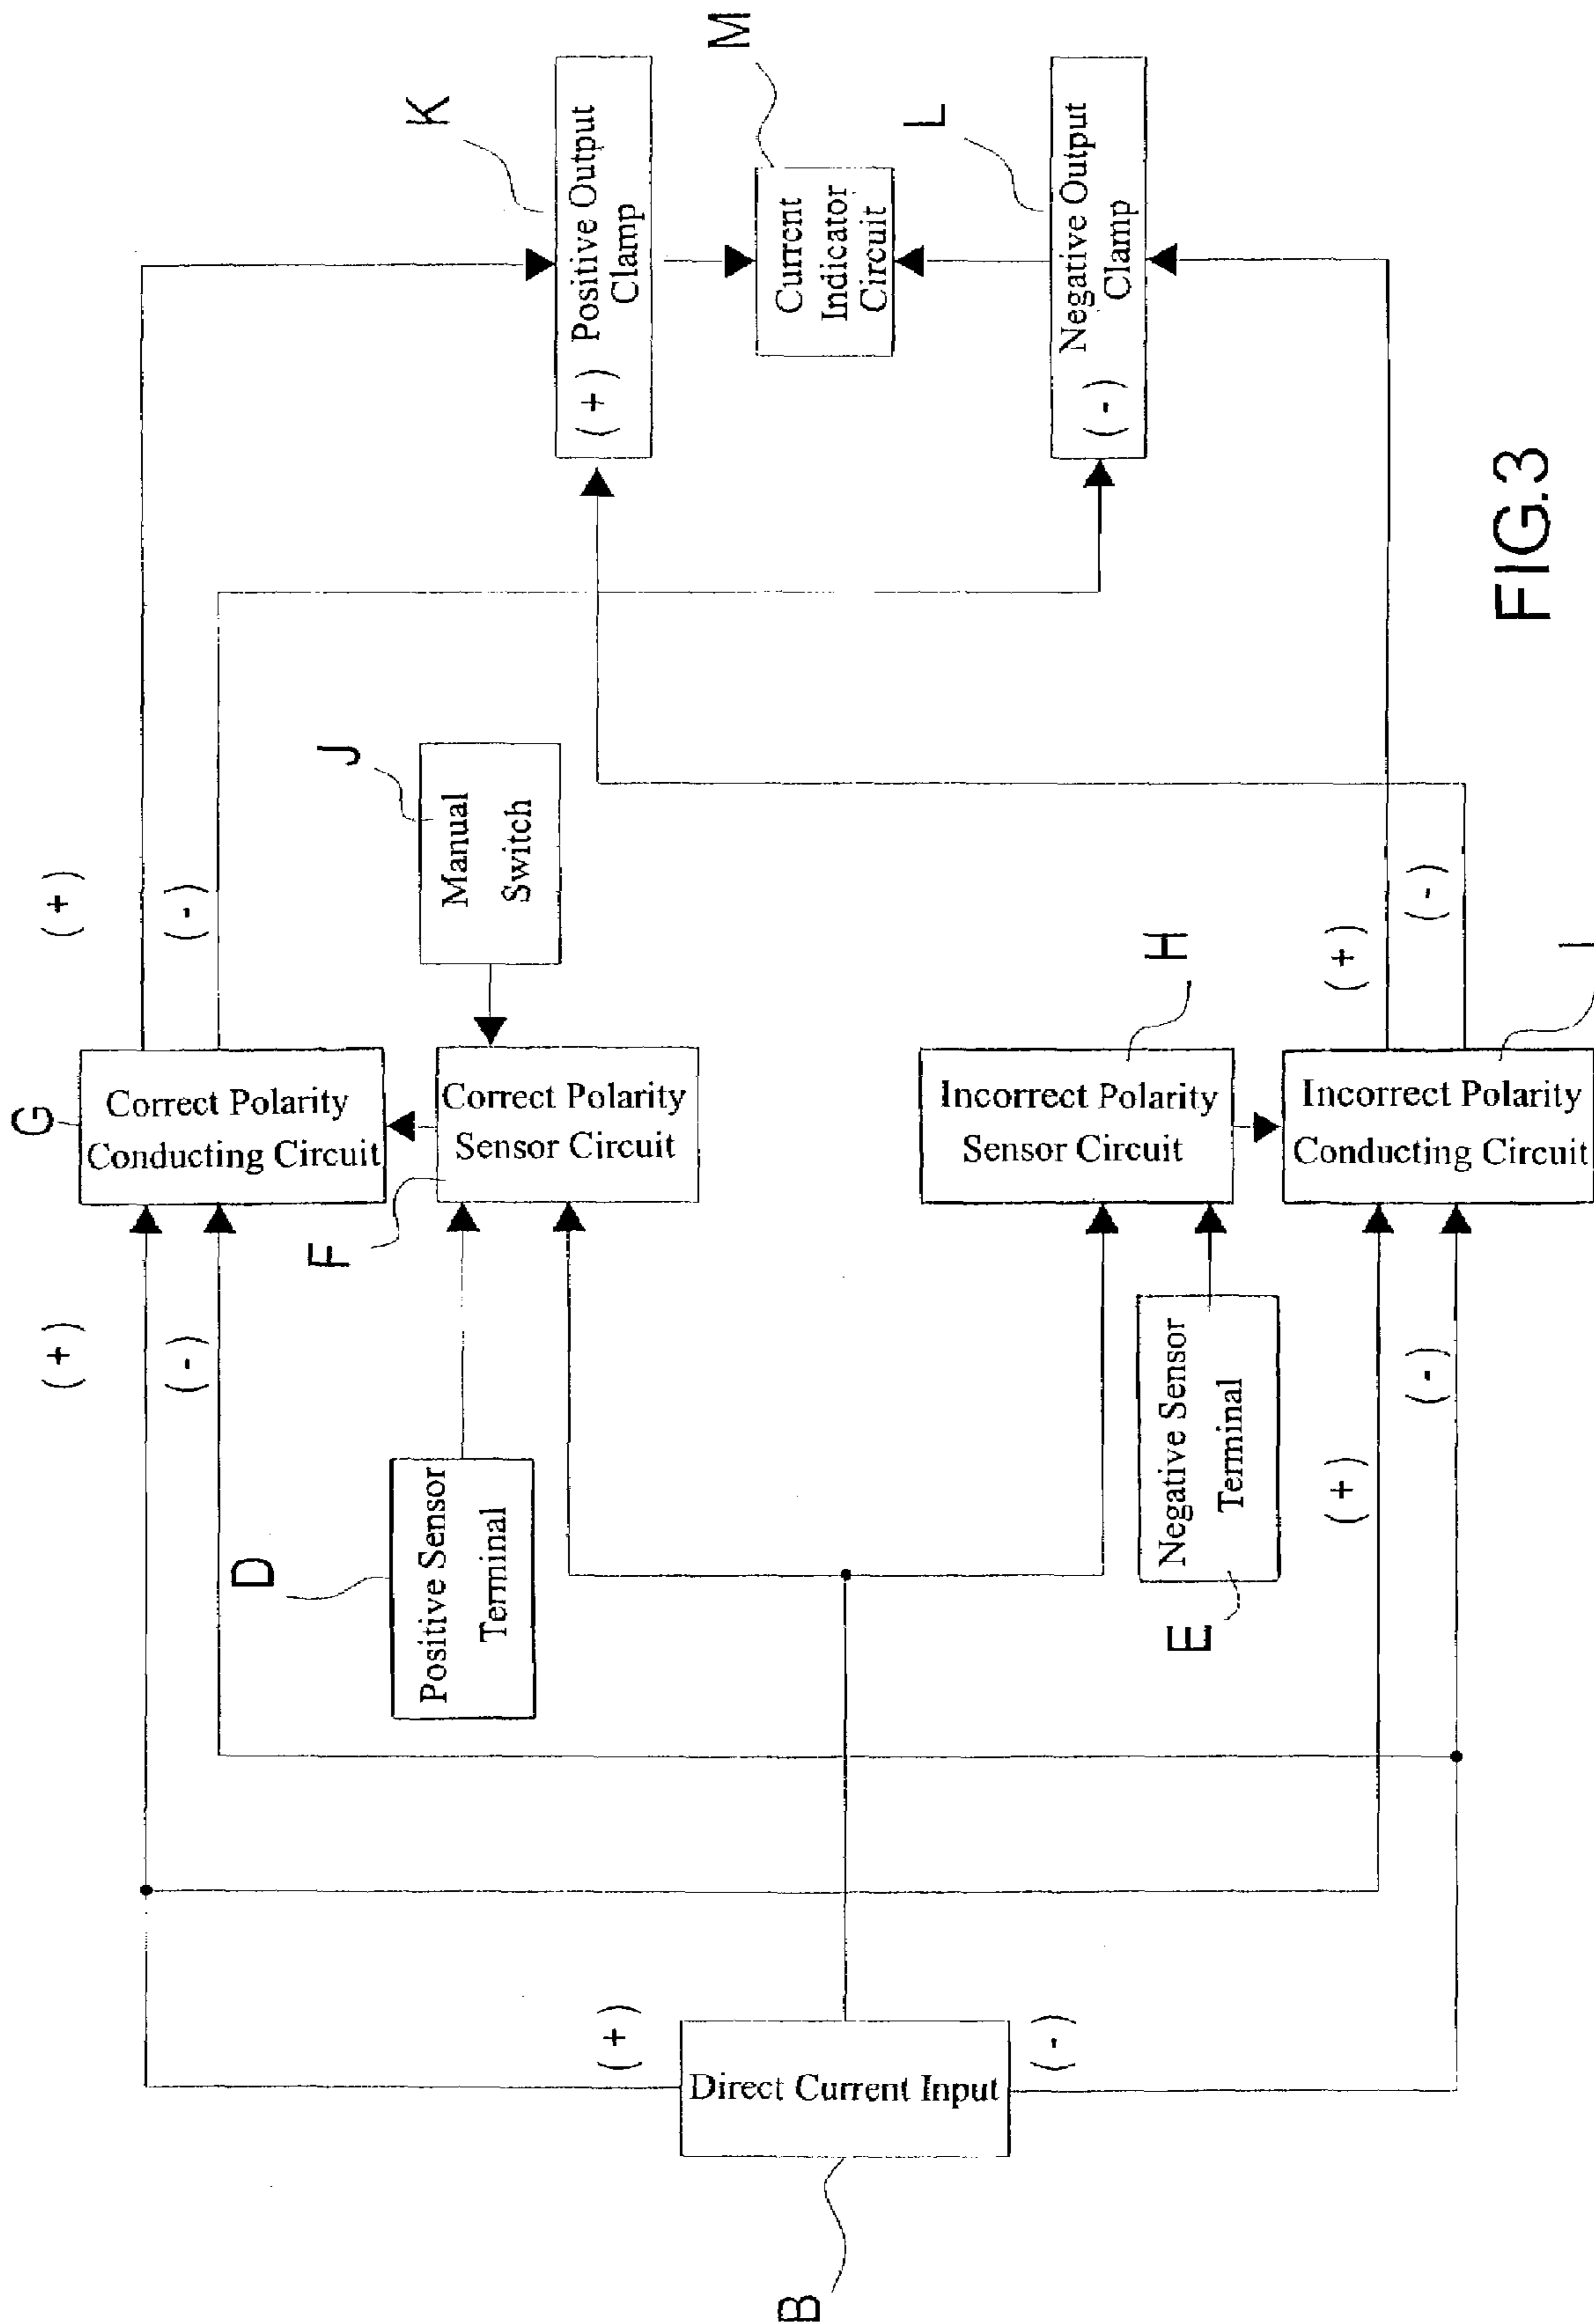 G
(+)
(-)
Correct Polarity
Conducting Circuit
(+)
(-)
D
Positive Sensor
Terminal
F
Correct Polarity
Sensor Circuit
J
Manual
Switch
K
(+) Positive Output
Clamp
M
Current
Indicator
Circuit
L
(-) Negative Output
Clamp
B
Direct Current Input
(+)
(-)
H
Incorrect Polarity
Sensor Circuit
E
Negative Sensor
Terminal
(+)
(-)
I
Incorrect Polarity
Conducting Circuit
(+)
(-)
FIG.3